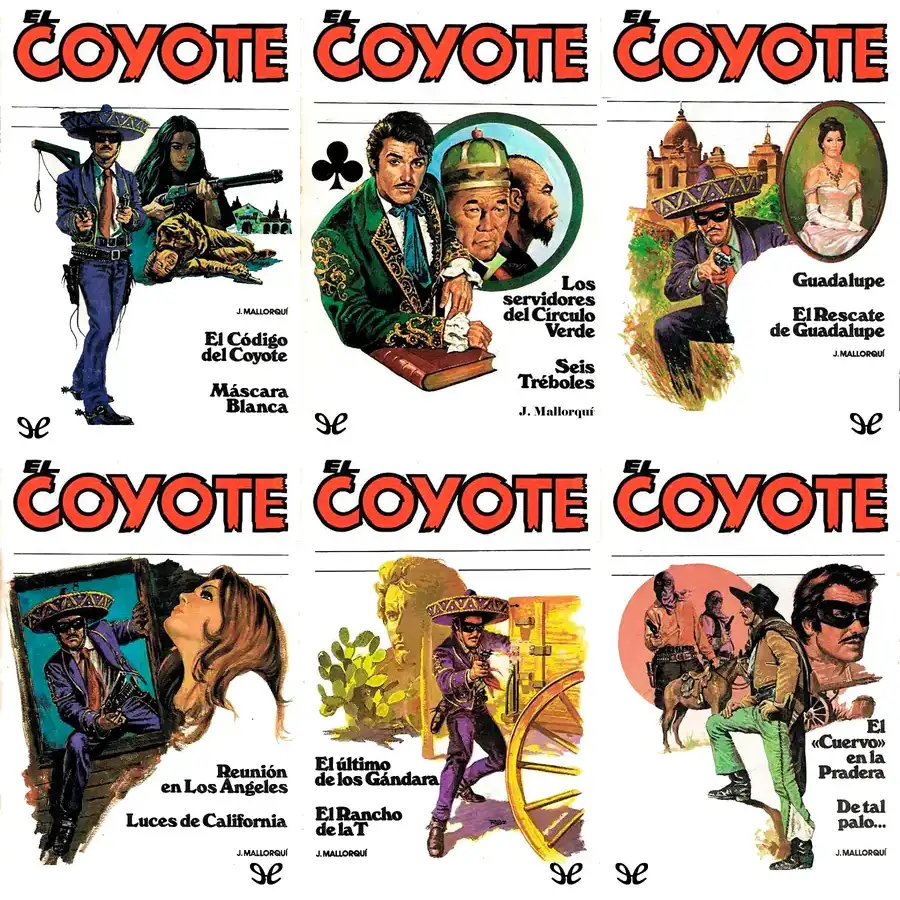 EL
COYOTE
J. MALLORQUÍ
El Código
del Coyote
Máscara
Blanca
EL
COYOTE
Los
servidores
del Círculo
Verde
Seis
Tréboles
J. Mallorquí
EL
COYOTE
Guadalupe
El Rescate
de Guadalupe
J. MALLORQUÍ
EL
COYOTE
Reunión
en Los Angeles
Luces de California
J. MALLORQUÍ
EL
COYOTE
El último
de los Gándara
El Rancho
de la T
J. MALLORQUÍ
EL
COYOTE
El
«Cuervo»
en la
Pradera
De tal
palo...
J. MALLORQUÍ